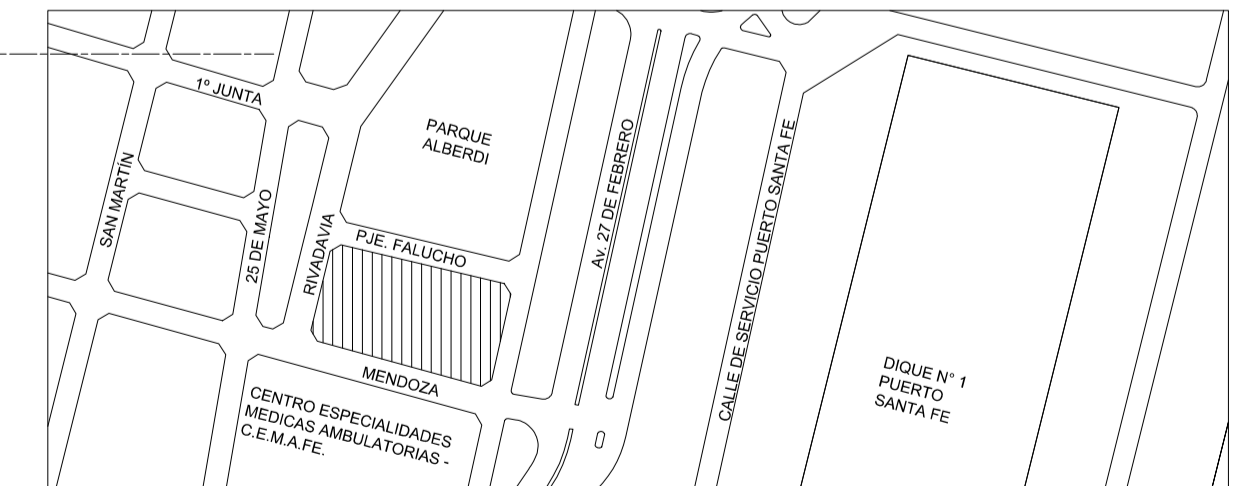 1º JUNTA
PARQUE
ALBERDI
SAN MARTÍN
25 DE MAYO
RIVADAVIA
PJE. FALUCHO
Av. 27 DE FEBRERO
CALLE DE SERVICIO PUERTO SANTA FE
MENDOZA
DIQUE N° 1
PUERTO
SANTA FE
CENTRO ESPECIALIDADES
MEDICAS AMBULATORIAS -
C.E.M.A.FE.